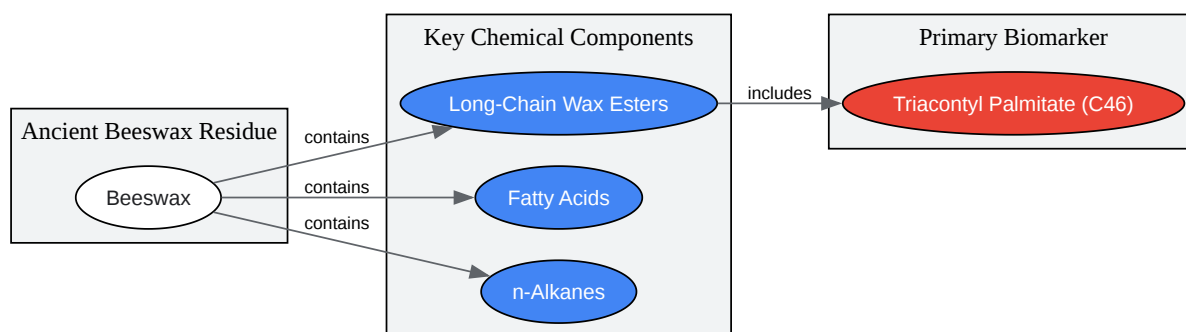 Ancient Beeswax Residue
Beeswax
contains
contains
contains
Key Chemical Components
Long-Chain Wax Esters
Fatty Acids
n-Alkanes
includes
Primary Biomarker
Triacontyl Palmitate (C46)